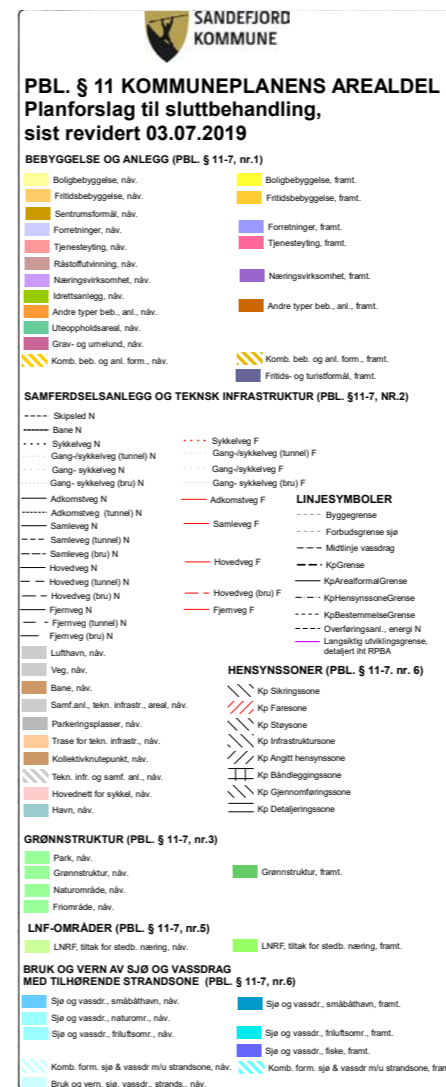 SANDEFJORD
KOMMUNE
PBL. § 11 KOMMUNEPLANENS AREALDEL
Planforslag til sluttbehandling,
sist revidert 03.07.2019
BEBYGGELSE OG ANLEGG (PBL. § 11-7, nr.1)
Boligbebyggelse, nåv.
Fritidsbebyggelse, nåv.
Sentrumsformål, nåv.
Forretninger, nåv.
Tjenesteyting, nåv.
Råstoffutvinning, nåv.
Næringsvirksomhet, nåv.
Idrettsanlegg, nåv.
Andre typer beb., anl., nåv.
Uteoppholdsareal, nåv.
Grav- og urnelund, nåv.
Komb. beb. og anl. form., nåv.
Boligbebyggelse, framt.
Fritidsbebyggelse, framt.
Forretninger, framt.
Tjenesteyting, framt.
Næringsvirksomhet, framt.
Andre typer beb., anl., framt.
Komb. beb. og anl. form., framt.
Fritids- og turistformål, framt.
SAMFERDSELSANLEGG OG TEKNSK INFRASTRUKTUR (PBL. §11-7, NR.2)
Skipsled N
Bane N
Sykkelveg N
Gang-/sykkelveg (tunnel) N
Gang- sykkelveg N
Gang- sykkelveg (bru) N
Adkomstveg N
Adkomstveg (tunnel) N
Samleveg N
Samleveg (tunnel) N
Samleveg (bru) N
Hovedveg N
Hovedveg (tunnel) N
Hovedveg (bru) N
Fjernveg N
Fjernveg (tunnel) N
Fjernveg (bru) N
Lufthavn, nåv.
Veg, nåv.
Bane, nåv.
Samf.anl., tekn. infrastr., areal, nåv.
Parkeringsplasser, nåv.
Trase for tekn. infrastr., nåv.
Kollektivknutepunkt, nåv.
Tekn. infr. og samf. anl., nåv.
Hovednett for sykkel, nåv.
Havn, nåv.
Sykkelveg F
Gang-/sykkelveg (tunnel) F
Gang-/sykkelveg F
Gang- sykkelveg (bru) F
Adkomstveg F
Samleveg F
Hovedveg F
Hovedveg (bru) F
Fjernveg F
LINJESYMBOLER
Byggegrense
Forbudsgrense sjø
Midtlinje vassdrag
KpGrense
KpArealformålGrense
KpHensynssoneGrense
KpBestemmelseGrense
Overføringsanl., energi N
Langsiktig utviklingsgrense,
detaljert iht RPBA
HENSYNSSONER (PBL. § 11-7. nr. 6)
Kp Sikringssone
Kp Faresone
Kp Støysone
Kp Infrastruktursone
Kp Angitt hensynssone
Kp Båndleggingssone
Kp Gjennomføringssone
Kp Detaljeringssone
GRØNNSTRUKTUR (PBL. § 11-7, nr.3)
Park, nåv.
Grønnstruktur, nåv.
Naturområde, nåv.
Friområde, nåv.
Grønnstruktur, framt.
LNF-OMRÅDER (PBL. § 11-7, nr.5)
LNRF, tiltak for stedb. næring, nåv.
LNRF, tiltak for stedb. næring, framt.
BRUK OG VERN AV SJØ OG VASSDRAG
MED TILHØRENDE STRANDSONE (PBL. § 11-7, nr.6)
Sjø og vassdr., småbåthavn, nåv.
Sjø og vassdr., naturomr., nåv.
Sjø og vassdr., friluftsomr., nåv.
Komb. form. sjø & vassdr m/u strandsone, nåv.
Bruk og vern. sjø, vassdr., strands., nåv.
Sjø og vassdr., småbåthavn, framt.
Sjø og vassdr., friluftsomr., framt.
Sjø og vassdr., fiske, framt.
Komb. form. sjø & vassdr m/u strandsone, fram